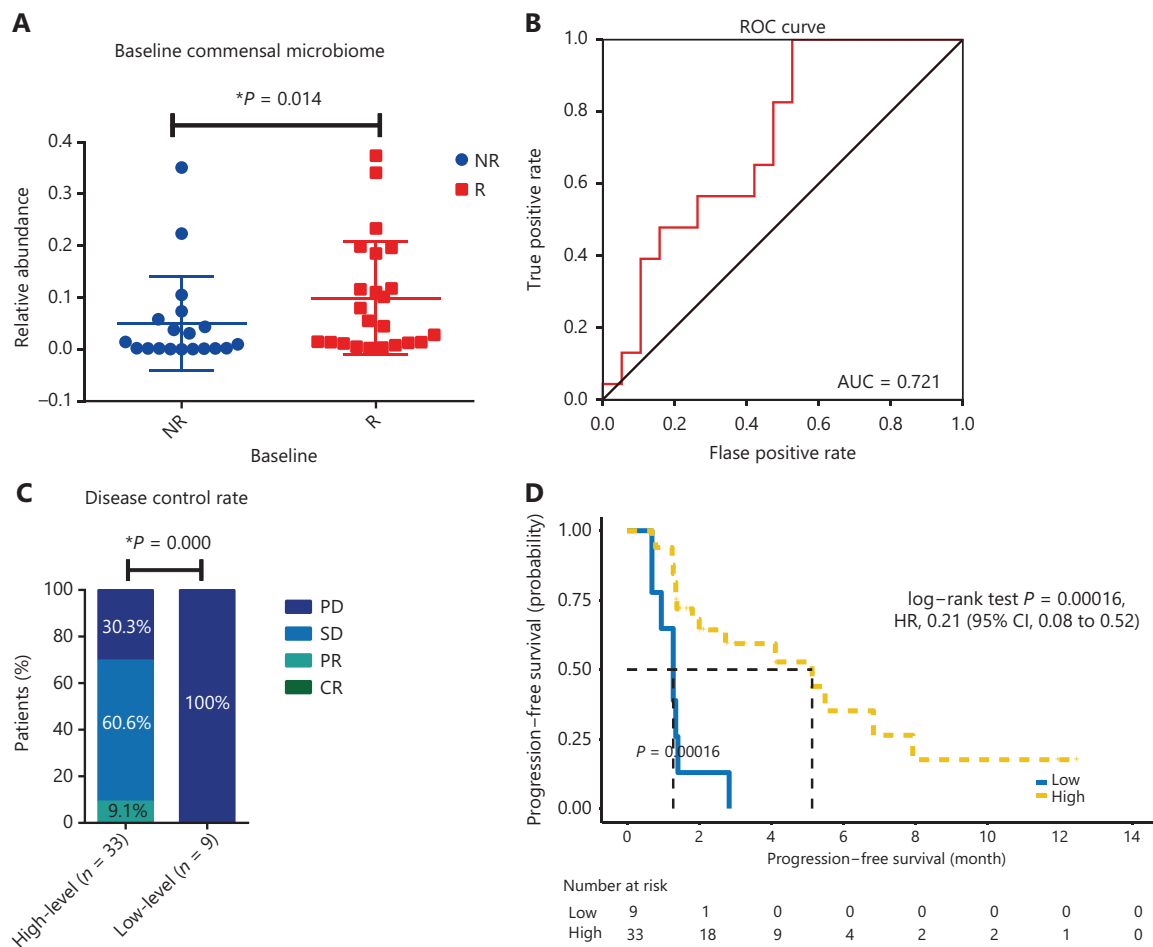 A
Baseline commensal microbiome
*P = 0.014
NR
R
Relative abundance
0.4
0.3
0.2
0.1
0.0
–0.1
NR
R
Baseline
B
ROC curve
True positive rate
1.0
0.8
0.6
0.4
0.2
0.0
AUC = 0.721
0.0 0.2 0.4 0.6 0.8 1.0
Flase positive rate
C
Disease control rate
*P = 0.000
Patients (%)
100
80
60
40
20
0
30.3%
60.6%
9.1%
100%
PD
SD
PR
CR
High-level (n = 33)
Low-level (n = 9)
D
Progression–free survival (probability)
1.00
0.75
0.50
0.25
0.00
log–rank test P = 0.00016,
HR, 0.21 (95% CI, 0.08 to 0.52)
P = 0.00016
Low
High
0 2 4 6 8 10 12 14
Progression–free survival (month)
Number at risk
Low 9 1 0 0 0 0 0 0
High 33 18 9 4 2 2 1 0